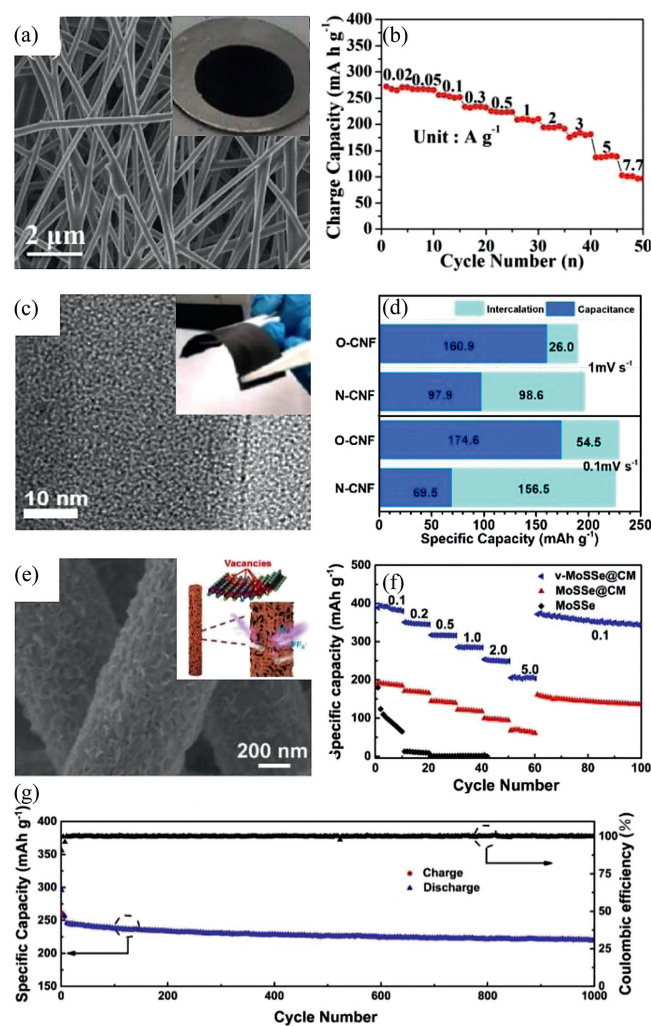 (a)
2 μm
(b)
Charge Capacity (mA h g⁻¹)
400
350
300
250
200
150
100
50
0
0.02
0.05
0.1
0.3
0.5
1
2
3
5
7.7
Unit : A g⁻¹
0 10 20 30 40 50
Cycle Number (n)
(c)
10 nm
(d)
Intercalation Capacitance
O-CNF 160.9 26.0
1mV s⁻¹
N-CNF 97.9 98.6
O-CNF 174.6 54.5
0.1mV s⁻¹
N-CNF 69.5 156.5
0 50 100 150 200 250
Specific Capacity (mAh g⁻¹)
(e)
Vacancies
200 nm
(f)
Specific capacity (mAh g⁻¹)
500
400
300
200
100
0
v-MoSSe@CM
MoSSe@CM
MoSSe
0.1
0.2
0.5
1.0
2.0
5.0
0.1
0 20 40 60 80 100
Cycle Number
(g)
Specific Capacity (mAh g⁻¹)
400
350
300
250
200
150
Charge
Discharge
100
75
50
25
0
Coulombic efficiency (%)
0 200 400 600 800 1000
Cycle Number